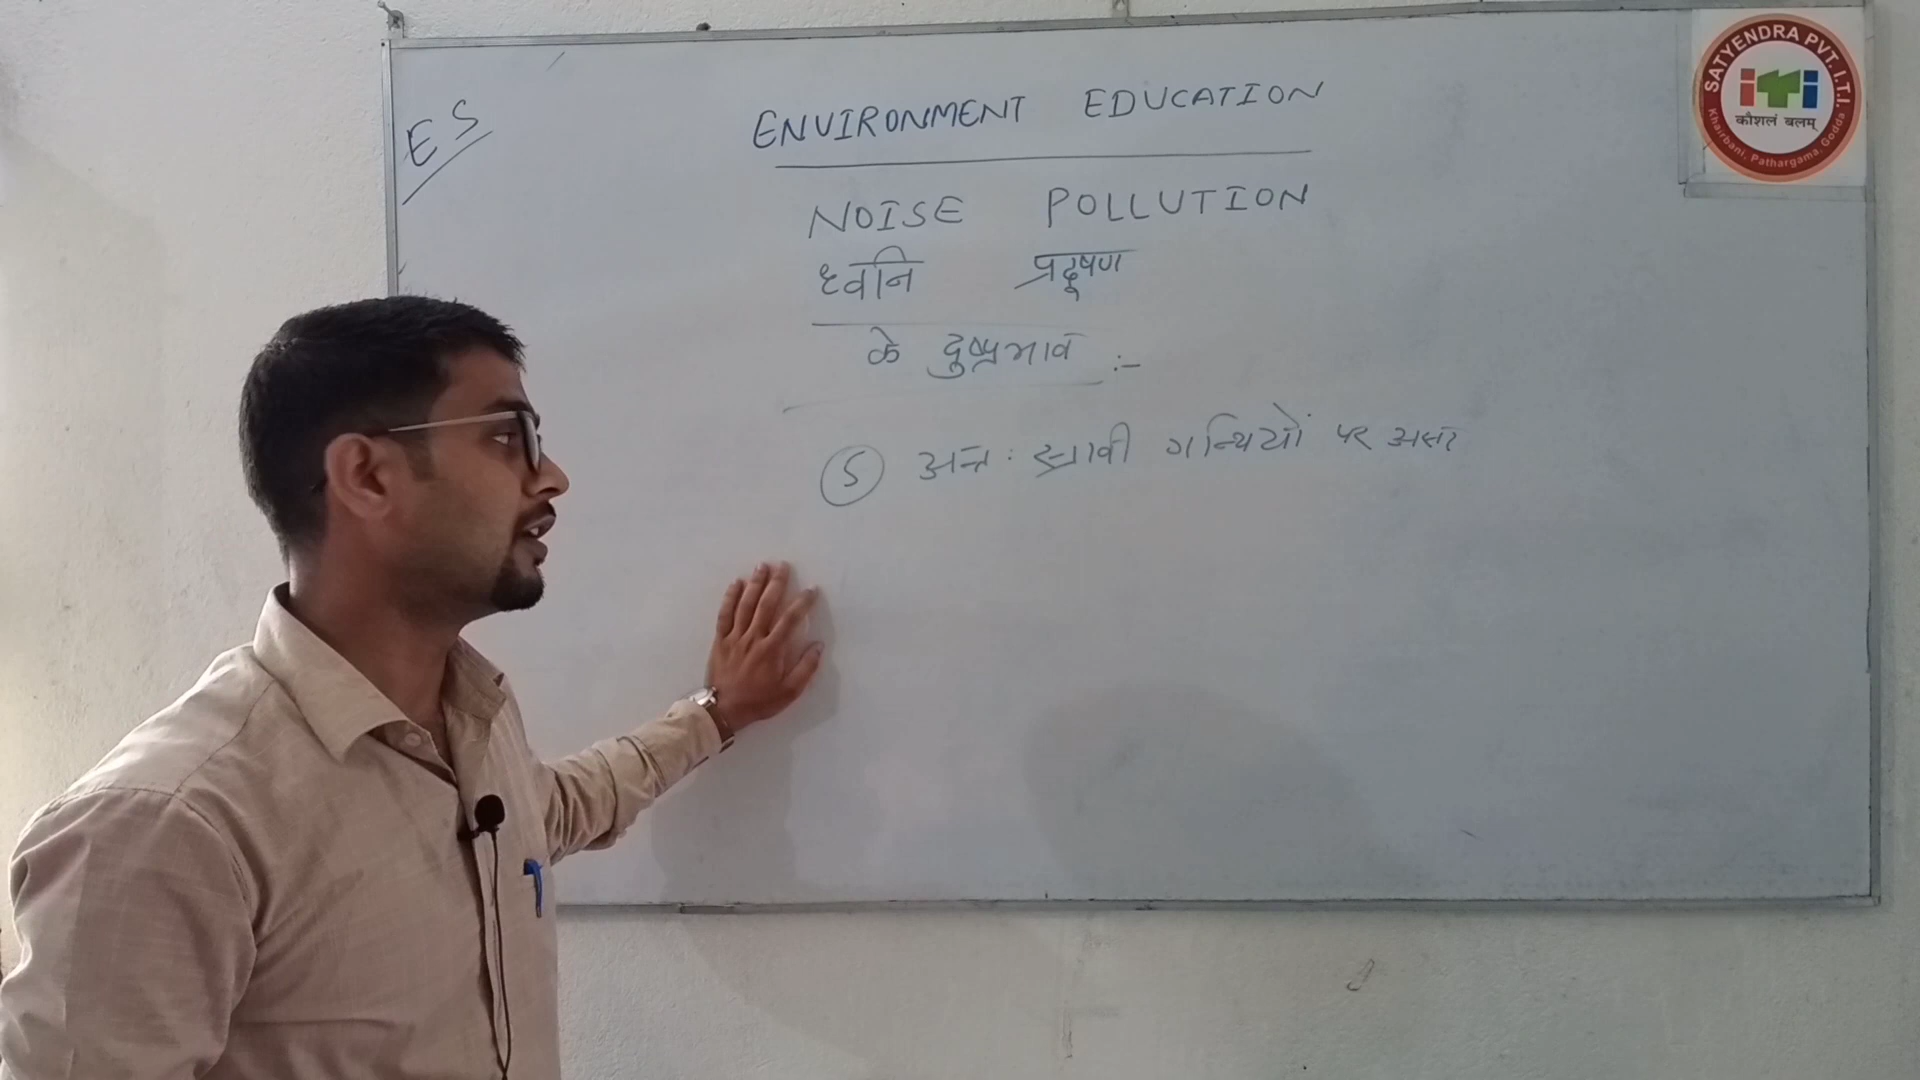 ES
ENVIRONMENT EDUCATION
NOISE POLLUTION
ध्वनि प्रदूषण
के दुष्प्रभाव :-
5 अन्त: स्रावी ग्रन्थियों पर असर
SATYENDRA PVT. I.T.I.
iTi
कौशलं बलम्
Khairbani, Pathargama, Godda